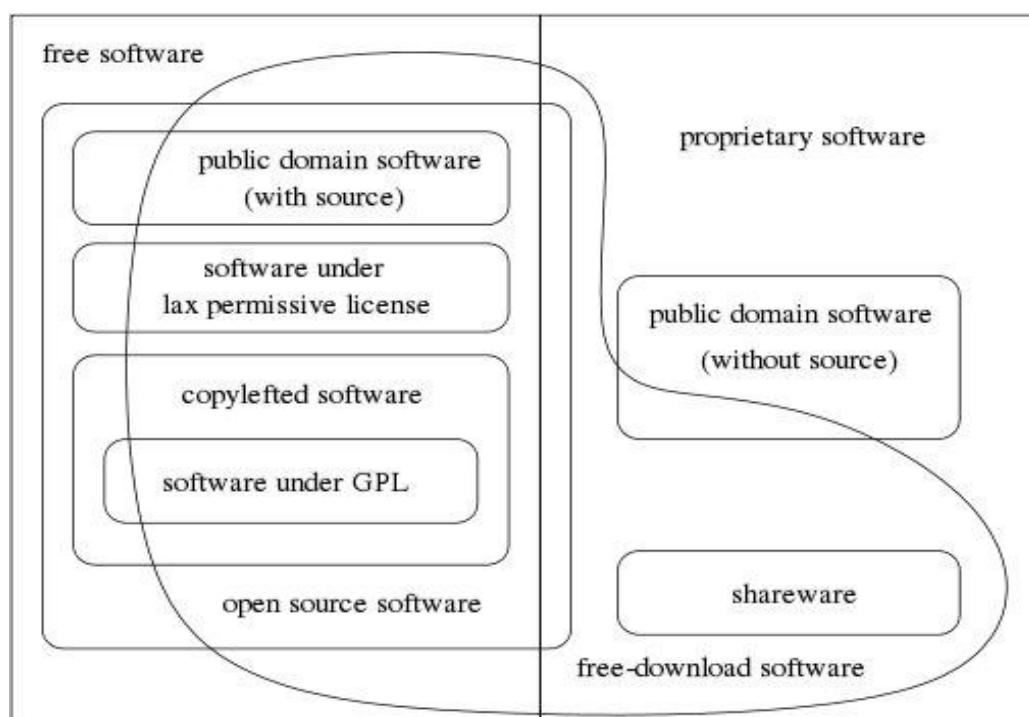 free software
public domain software
(with source)
software under
lax permissive license
copylefted software
software under GPL
open source software
proprietary software
public domain software
(without source)
shareware
free-download software